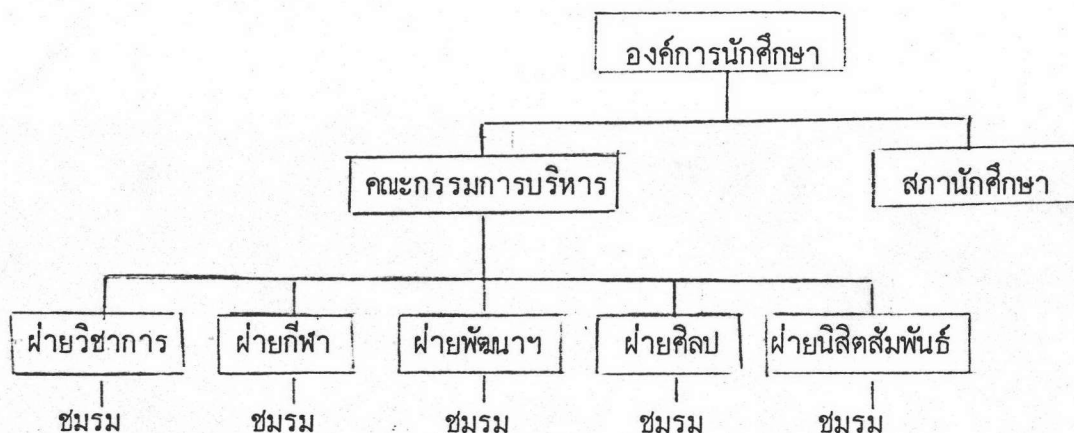 องค์การนักศึกษา
คณะกรรมการบริหาร สภานักศึกษา
ฝ่ายวิชาการ ฝ่ายกีฬา ฝ่ายพัฒนาฯ ฝ่ายศิลป ฝ่ายนิสิตสัมพันธ์
ชมรม ชมรม ชมรม ชมรม ชมรม